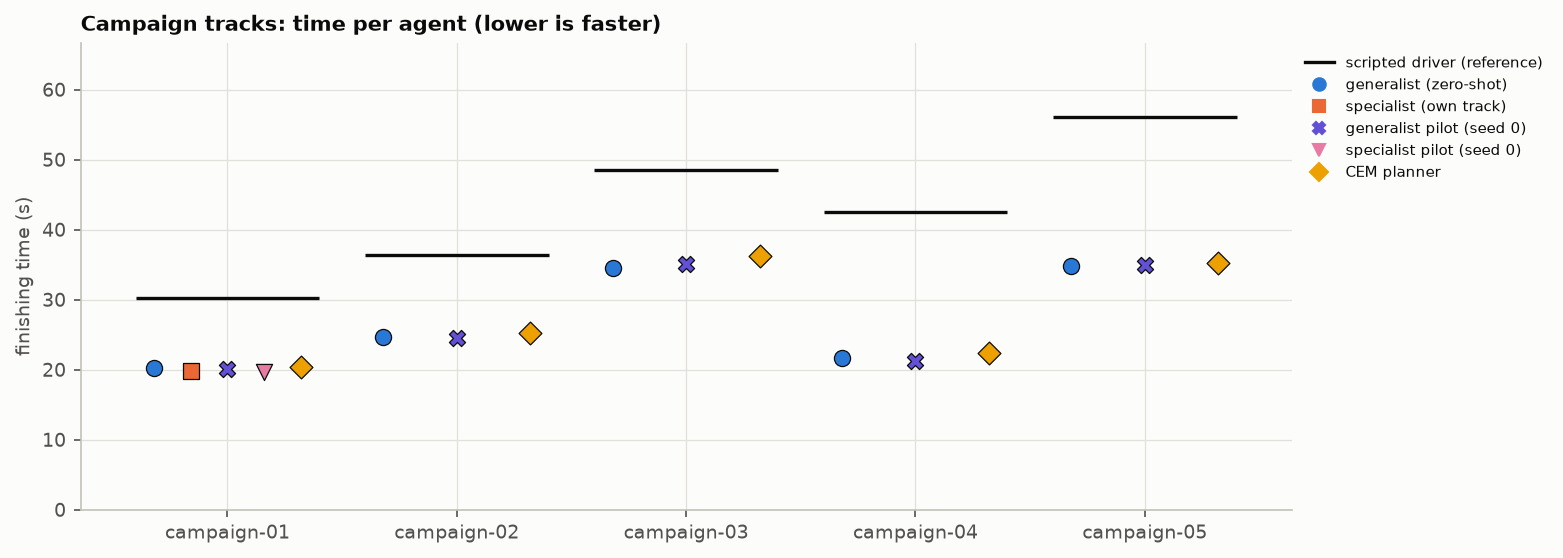 Campaign tracks: time per agent (lower is faster)
finishing time (s)
60
50
40
30
20
10
0
campaign-01
campaign-02
campaign-03
campaign-04
campaign-05
scripted driver (reference)
generalist (zero-shot)
specialist (own track)
generalist pilot (seed 0)
specialist pilot (seed 0)
CEM planner